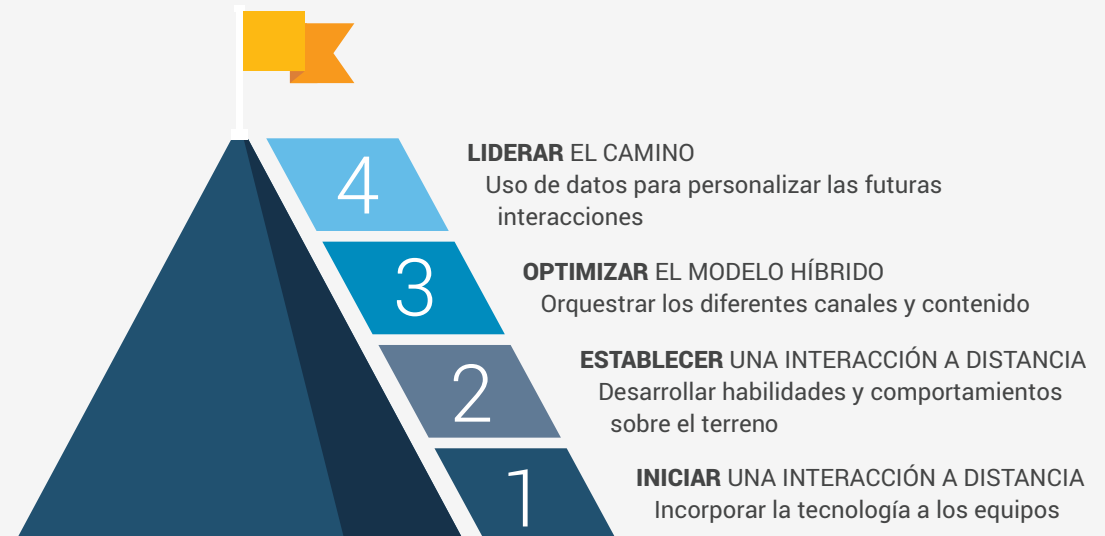 4
LIDERAR EL CAMINO
Uso de datos para personalizar las futuras
interacciones
3
OPTIMIZAR EL MODELO HÍBRIDO
Orquestrar los diferentes canales y contenido
2
ESTABLECER UNA INTERACCIÓN A DISTANCIA
Desarrollar habilidades y comportamientos
sobre el terreno
1
INICIAR UNA INTERACCIÓN A DISTANCIA
Incorporar la tecnología a los equipos